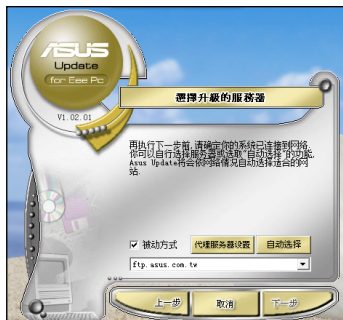 ASUS
Update
for Eee Pc
V1.02.01
選擇升級的服務器
再执行下一步前,请确定你的系统已连接到网络.
你可以自行选择服务器或选取"自动选择"的功能.
Asus Update将会依网络情况自动选择适合的网
站.
被动方式
代理服务器设置
自动选择
ftp.asus.com.tw
上一步
取消
下一步